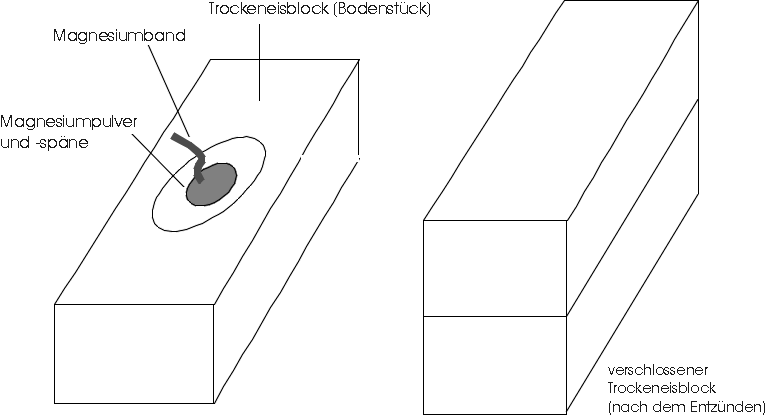 Trockeneisblock (Bodenstück)
Magnesiumband
Magnesiumpulver
und -späne
verschlossener
Trockeneisblock
(nach dem Entzünden)